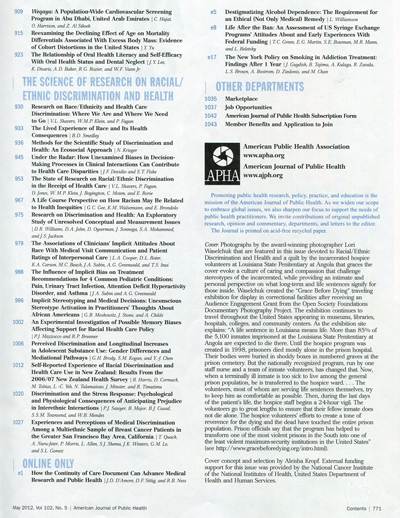 909 Weqaya: A Population-Wide Cardiovascular Screening
Program in Abu Dhabi, United Arab Emirates | C. Hajat,
O. Harrison, and Z. Al Siksek
915 Reexamining the Declining Effect of Age on Mortality
Differentials Associated With Excess Body Mass: Evidence
of Cohort Distortions in the United States | Y. Yu
923 The Relationship of Oral Health Literacy and Self-Efficacy
With Oral Health Status and Dental Neglect | J.Y. Lee,
K. Divaris, A.D. Baker, R.G. Rozier, and W.F. Vann Jr
THE SCIENCE OF RESEARCH ON RACIAL/
ETHNIC DISCRIMINATION AND HEALTH
930 Research on Race/Ethnicity and Health Care
Discrimination: Where We Are and Where We Need
to Go | V.L. Shavers, W.M.P. Klein, and P. Fagan
933 The Lived Experience of Race and Its Health
Consequences | B.D. Smedley
936 Methods for the Scientific Study of Discrimination and
Health: An Ecosocial Approach | N. Krieger
945 Under the Radar: How Unexamined Biases in Decision-
Making Processes in Clinical Interactions Can Contribute
to Health Care Disparities | J.F. Dovidio and S.T. Fiske
953 The State of Research on Racial/Ethnic Discrimination
in the Receipt of Health Care | V.L. Shavers, P. Fagan,
D. Jones, W.M.P. Klein, J. Boyington, C. Moten, and E. Rorie
967 A Life Course Perspective on How Racism May Be Related
to Health Inequities | G.C. Gee, K.M. Walsemann, and E. Brondolo
975 Research on Discrimination and Health: An Exploratory
Study of Unresolved Conceptual and Measurement Issues
| D.R. Williams, D.A. John, D. Oyserman, J. Sonnega, S.A. Mohammed,
and J.S. Jackson
979 The Associations of Clinicians' Implicit Attitudes About
Race With Medical Visit Communication and Patient
Ratings of Interpersonal Care | L.A. Cooper, D.L. Roter,
K.A. Carson, M.C. Beach, J.A. Sabin, A.G. Greenwald, and T.S. Inui
988 The Influence of Implicit Bias on Treatment
Recommendations for 4 Common Pediatric Conditions:
Pain, Urinary Tract Infection, Attention Deficit Hyperactivity
Disorder, and Asthma | J.A. Sabin and A.G. Greenwald
996 Implicit Stereotyping and Medical Decisions: Unconscious
Stereotype Activation in Practitioners' Thoughts About
African Americans | G.B. Moskowitz, J. Stone, and A. Childs
1002 An Experimental Investigation of Possible Memory Biases
Affecting Support for Racial Health Care Policy
| P.J. Mazzocco and R.P. Brunner
1006 Perceived Discrimination and Longitudinal Increases
in Adolescent Substance Use: Gender Differences and
Mediational Pathways | G.H. Brody, S.M. Kogan, and Y-f. Chen
1012 Self-Reported Experience of Racial Discrimination and
Health Care Use in New Zealand: Results From the
2006/07 New Zealand Health Survey | R. Harris, D. Cormack,
M. Tobias, L.-C. Yeh, N. Talamaivao, J. Minster, and R. Timutimu
1020 Discrimination and the Stress Response: Psychological
and Physiological Consequences of Anticipating Prejudice
in Interethnic Interactions | P.J. Sawyer, B. Major, B.J. Casad,
S.S.M. Townsend, and W.B. Mendes
1027 Experiences and Perceptions of Medical Discrimination
Among a Multiethnic Sample of Breast Cancer Patients in
the Greater San Francisco Bay Area, California | T. Quach,
A. Nuru-Jeter, P. Morris, L. Allen, S.J. Shema, J.K. Winters, G.M. Le,
and S.L. Gomez
ONLINE ONLY
e1 How the Continuity of Care Document Can Advance Medical
Research and Public Health | J.D. D'Amore, D.F. Sittig, and R.B. Ness
May 2012, Vol 102, No. 5 | American Journal of Public Health
e5 Destigmatizing Alcohol Dependence: The Requirement for
an Ethical (Not Only Medical) Remedy | J.L. Williamson
e9 Life After the Ban: An Assessment of US Syringe Exchange
Programs' Attitudes About and Early Experiences With
Federal Funding | T.C. Green, E.G. Martin, S.E. Bowman, M.R. Mann,
and L. Beletsky
e17 The New York Policy on Smoking in Addiction Treatment:
Findings After 1 Year | J. Guydish, B. Tajima, A. Kulaga, R. Zavala,
L.S. Brown, A. Bostrom, D. Ziedonis, and M. Chan
OTHER DEPARTMENTS
1035 Marketplace
1037 Job Opportunities
1042 American Journal of Public Health Subscription Form
1043 Member Benefits and Application to Join
APHA
American Public Health Association
www.apha.org
American Journal of Public Health
www.ajph.org
Promoting public health research, policy, practice, and education is the
mission of the American Journal of Public Health. As we widen our scope
to embrace global issues, we also sharpen our focus to support the needs of
public health practitioners. We invite contributions of original unpublished
research, opinion and commentary, departments, and letters to the editor.
The Journal is printed on acid-free recycled paper.
Cover Photographs by the award-winning photographer Lori
Waselchuk that are featured in this issue devoted to Racial/Ethnic
Discrimination and Health and a quilt by the incarcerated hospice
volunteers at Louisiana State Penitentiary at Angola that graces the
cover evoke a culture of caring and compassion that challenge
stereotypes of the incarcerated, while providing an intimate and
personal perspective on what long-term and life sentences signify for
those inside. Waselchuk created the "Grace Before Dying" traveling
exhibition for display in correctional facilities after receiving an
Audience Engagement Grant from the Open Society Foundations
Documentary Photography Project. The exhibition continues to
travel throughout the United States appearing in museums, libraries,
hospitals, colleges, and community centers. As the exhibition site
explains: "A life sentence in Louisiana means life. More than 85% of
the 5,100 inmates imprisoned at the Louisiana State Penitentiary at
Angola are expected to die there. Until the hospice program was
created in 1998, prisoners died mostly alone in the prison hospital.
Their bodies were buried in shoddy boxes in numbered graves at the
prison cemetery. But the nationally recognized program, run by one
staff nurse and a team of inmate volunteers, has changed that. Now,
when a terminally ill inmate is too sick to live among the general
prison population, he is transferred to the hospice ward. . . . The
volunteers, most of whom are serving life sentences themselves, try
to keep him as comfortable as possible. Then, during the last days
of the patient's life, the hospice staff begins a 24-hour vigil. The
volunteers go to great lengths to ensure that their fellow inmate does
not die alone. The hospice volunteers' efforts to create a tone of
reverence for the dying and the dead have touched the entire prison
population. Prison officials say that the program has helped to
transform one of the most violent prisons in the South into one of
the least violent maximum-security institutions in the United States"
(see http://www.gracebeforedying.org/intro.html).
Cover concept and selection by Aleisha Kropf. External funding
support for this issue was provided by the National Cancer Institute
of the National Institutes of Health, United States Department of
Health and Human Services.
Contents | 771